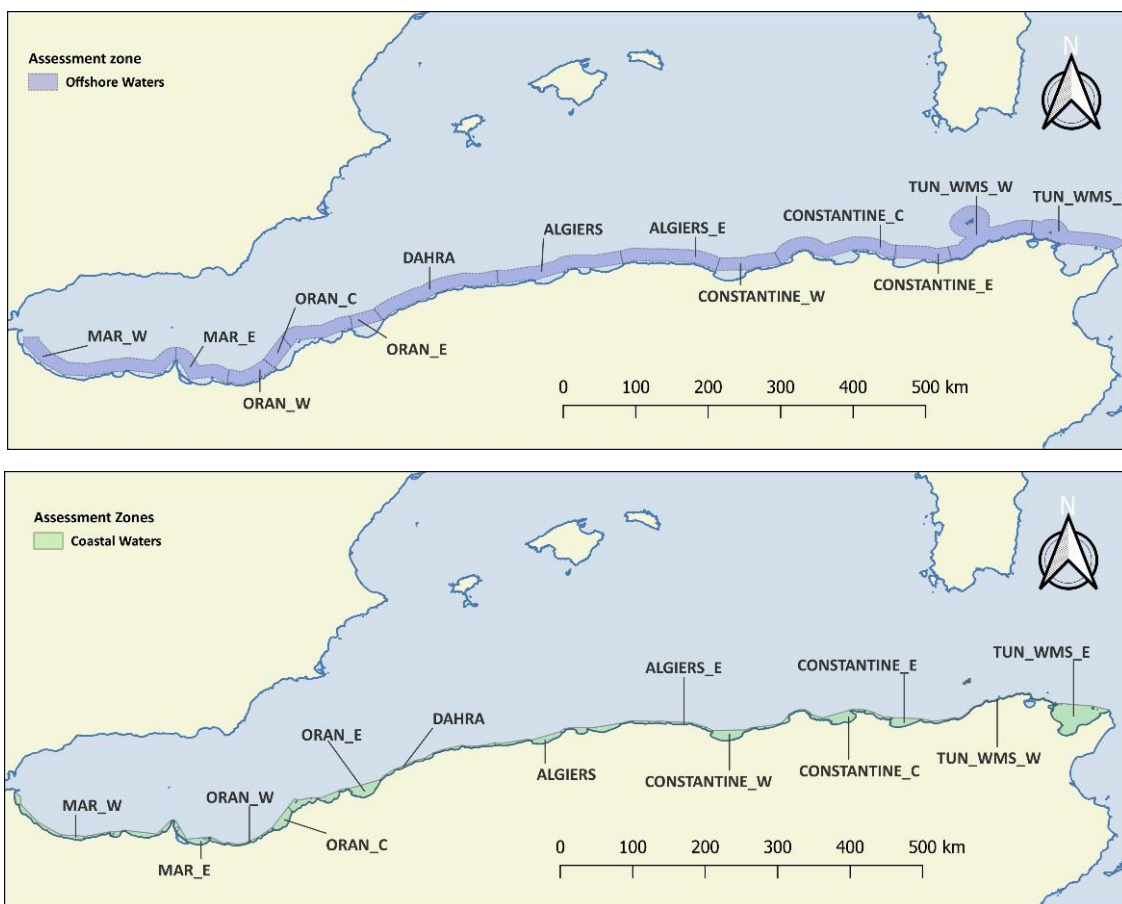 Assessment zone
Offshore Waters
N
TUN_WMS_W
TUN_WMS_
CONSTANTINE_C
ALGIERS_E
ALGIERS
DAHRA
CONSTANTINE_E
CONSTANTINE_W
ORAN_C
ORAN_E
MAR_W
MAR_E
ORAN_W
0 100 200 300 400 500 km
Assessment Zones
Coastal Waters
N
TUN_WMS_E
CONSTANTINE_E
ALGIERS_E
DAHRA
ORAN_E
TUN_WMS_W
ALGIERS
CONSTANTINE_C
CONSTANTINE_W
ORAN_W
MAR_W
ORAN_C
MAR_E
0 100 200 300 400 500 km